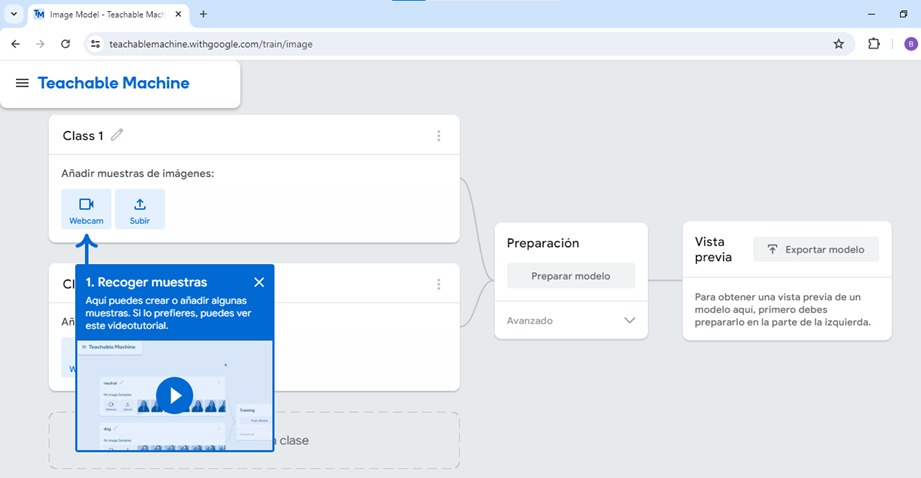 Image Model - Teachable Mach
teachablemachine.withgoogle.com/train/image
B
Teachable Machine
Class 1
Añadir muestras de imágenes:
Webcam
Subir
1. Recoger muestras
Aquí puedes crear o añadir algunas
muestras. Si lo prefieres, puedes ver
este videotutorial.
Teachable Machine
neutral
dog
Training
clase
Preparación
Preparar modelo
Avanzado
Vista
previa
Exportar modelo
Para obtener una vista previa de un
modelo aquí, primero debes
prepararlo en la parte de la izquierda.